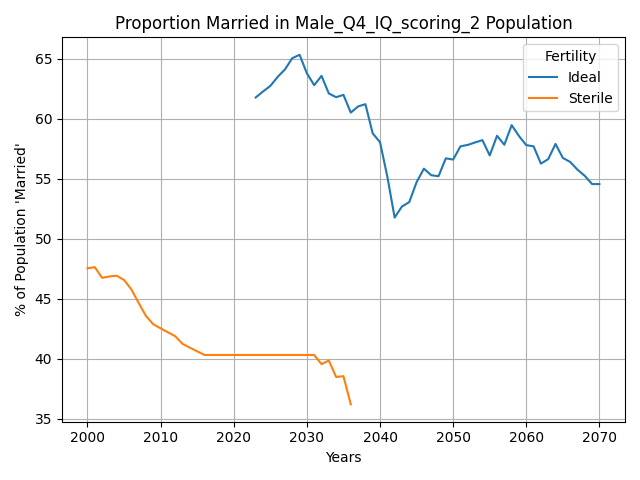 Proportion Married in Male_Q4_IQ_scoring_2 Population
% of Population 'Married'
65
60
55
50
45
40
35
Fertility
Ideal
Sterile
2000 2010 2020 2030 2040 2050 2060 2070
Years